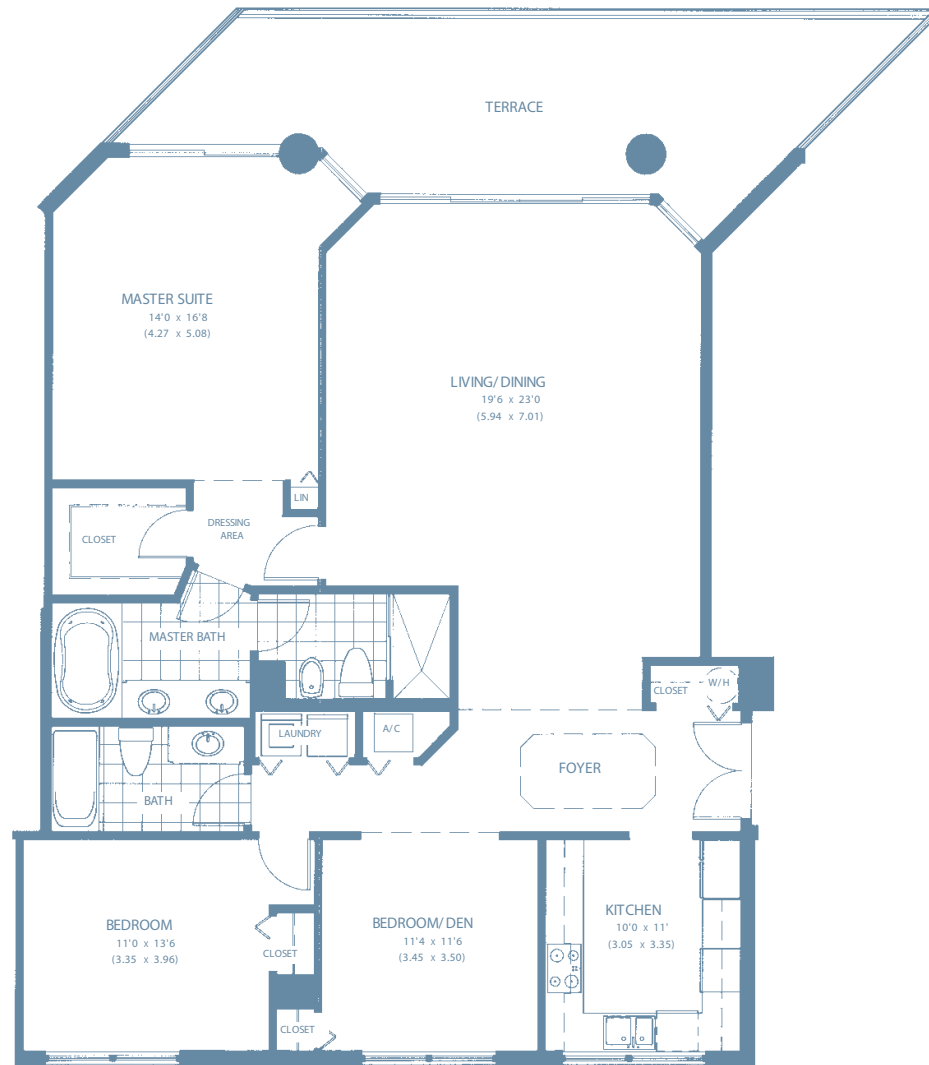 TERRACE
MASTER SUITE
14'0 x 16'8
(4.27 x 5.08)
LIVING/ DINING
19'6 x 23'0
(5.94 x 7.01)
LIN
DRESSING
AREA
CLOSET
MASTER BATH
CLOSET
W/H
LAUNDRY
A/C
FOYER
BATH
BEDROOM
11'0 x 13'6
(3.35 x 3.96)
CLOSET
BEDROOM/ DEN
11'4 x 11'6
(3.45 x 3.50)
KITCHEN
10'0 x 11'
(3.05 x 3.35)
CLOSET